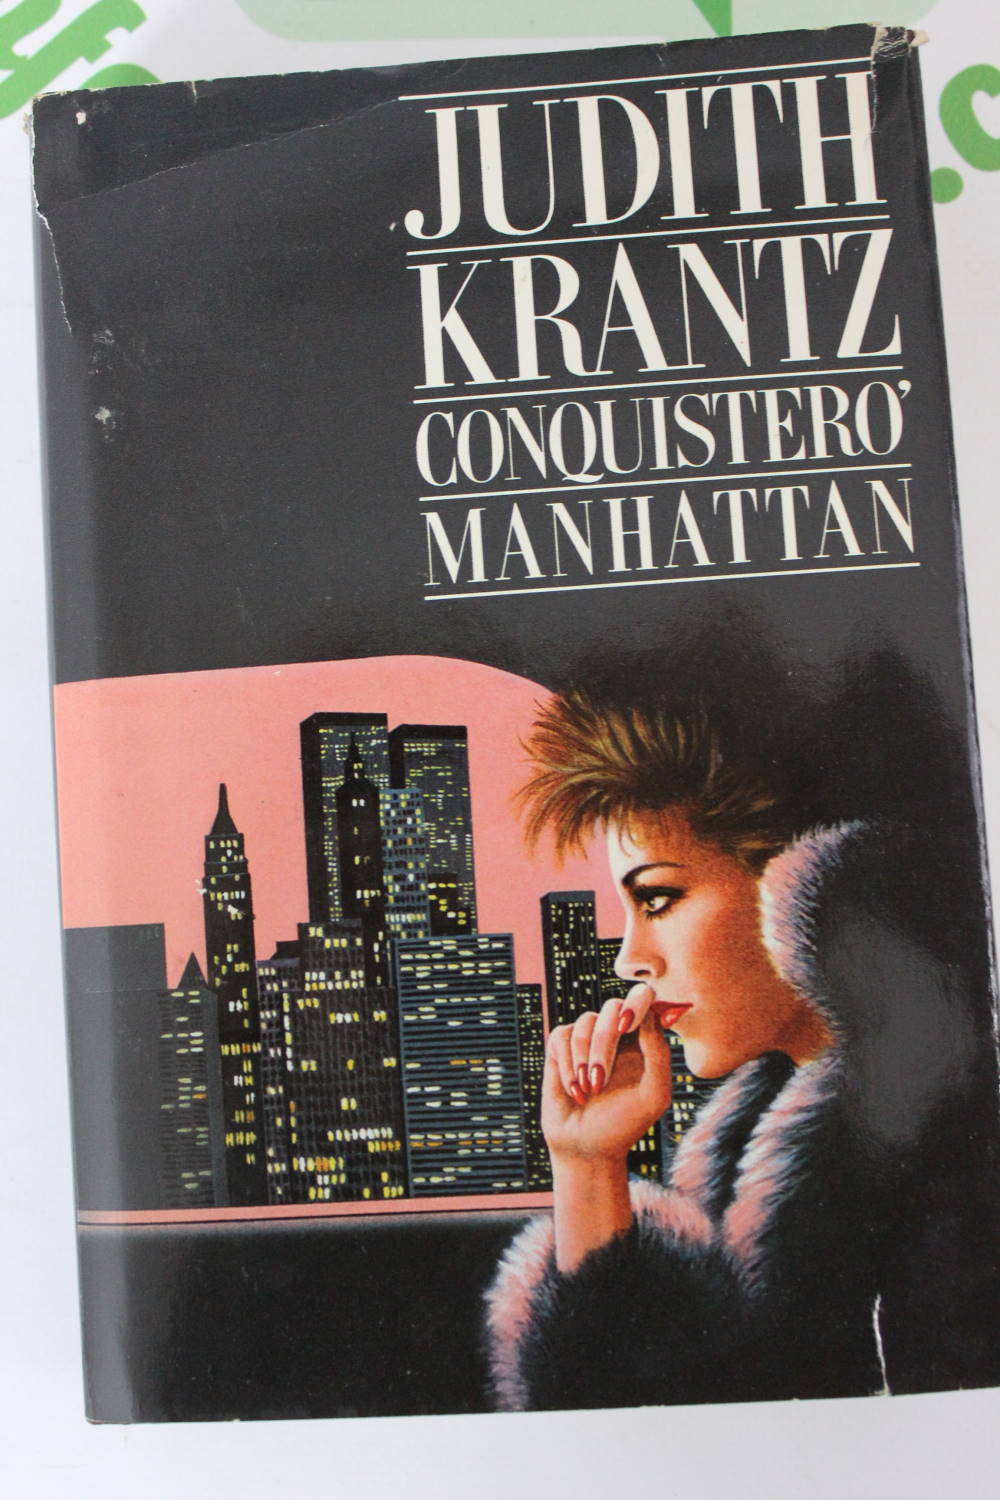 JUDITH
KRANTZ
CONQUISTERO'
MANHATTAN